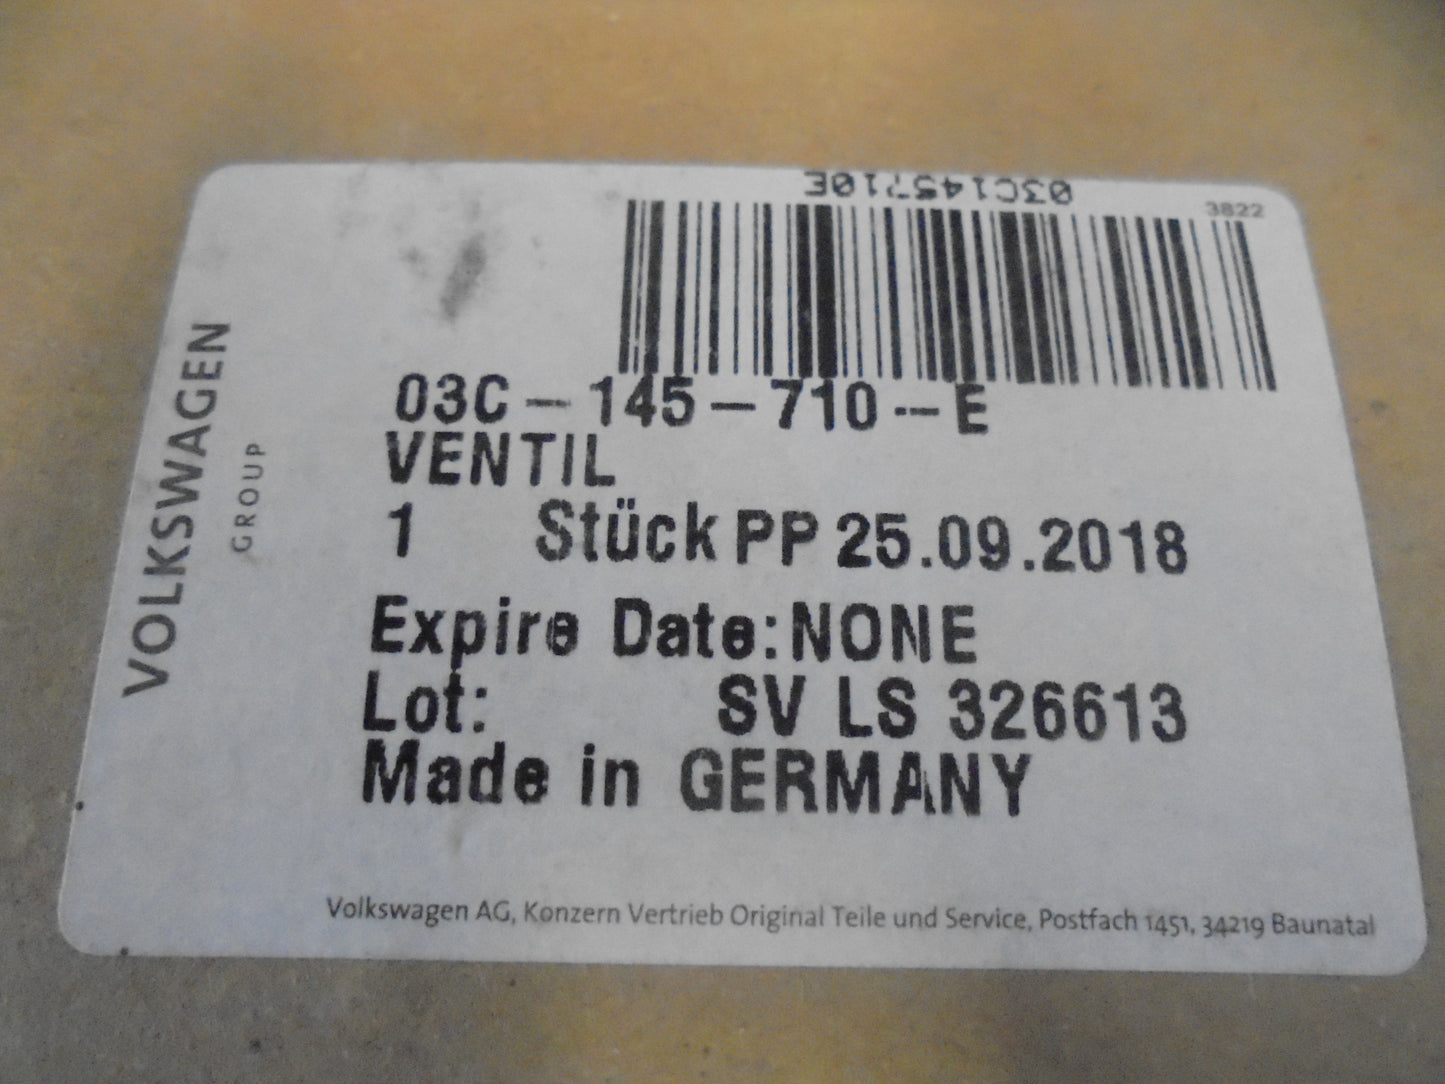 03C145710E
3822
VOLKSWAGEN
GROUP
03C-145-710-E
VENTIL
1 Stück PP 25.09.2018
Expire Date:NONE
Lot: SV LS 326613
Made in GERMANY
Volkswagen AG, Konzern Vertrieb Original Teile und Service, Postfach 1451, 34219 Baunatal